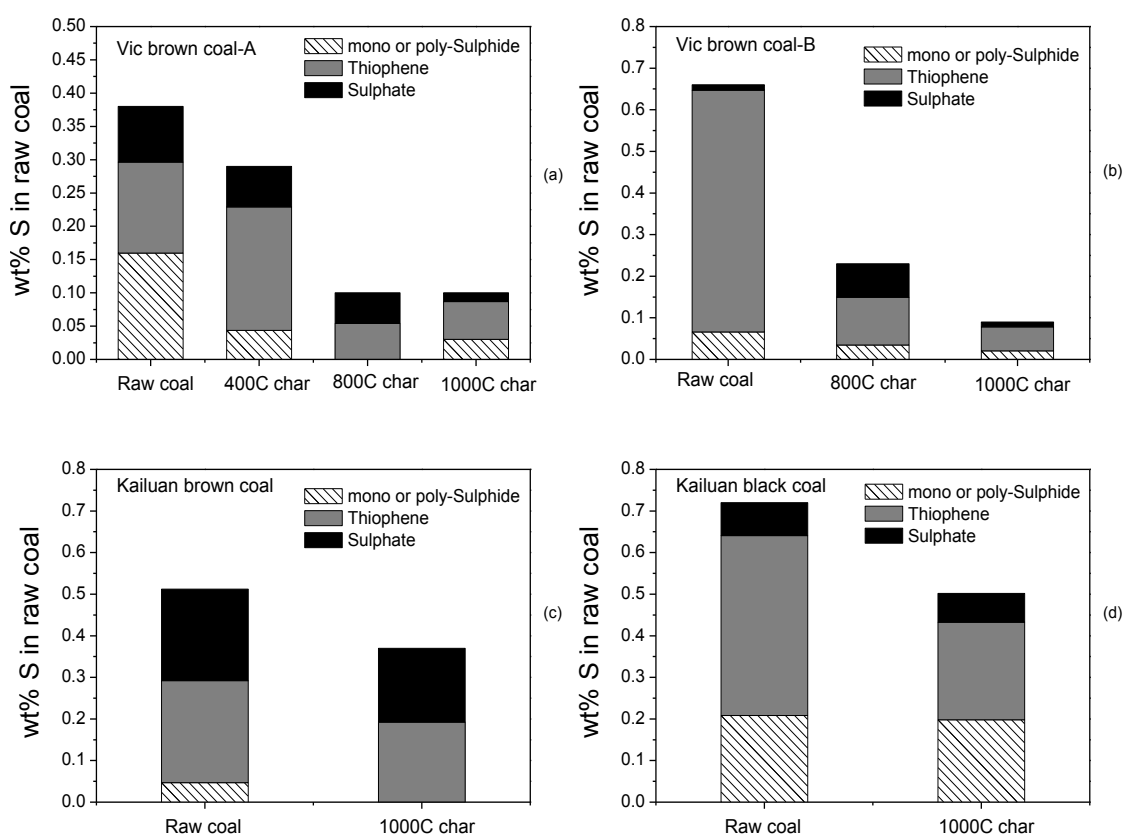 Vic brown coal-A
mono or poly-Sulphide
Thiophene
Sulphate
wt% S in raw coal
0.50
0.45
0.40
0.35
0.30
0.25
0.20
0.15
0.10
0.05
0.00
Raw coal 400C char 800C char 1000C char
(a)
Vic brown coal-B
mono or poly-Sulphide
Thiophene
Sulphate
wt% S in raw coal
0.8
0.7
0.6
0.5
0.4
0.3
0.2
0.1
0.0
Raw coal 800C char 1000C char
(b)
Kailuan brown coal
mono or poly-Sulphide
Thiophene
Sulphate
wt% S in raw coal
0.8
0.7
0.6
0.5
0.4
0.3
0.2
0.1
0.0
Raw coal 1000C char
(c)
Kailuan black coal
mono or poly-Sulphide
Thiophene
Sulphate
wt% S in raw coal
0.8
0.7
0.6
0.5
0.4
0.3
0.2
0.1
0.0
Raw coal 1000C char
(d)